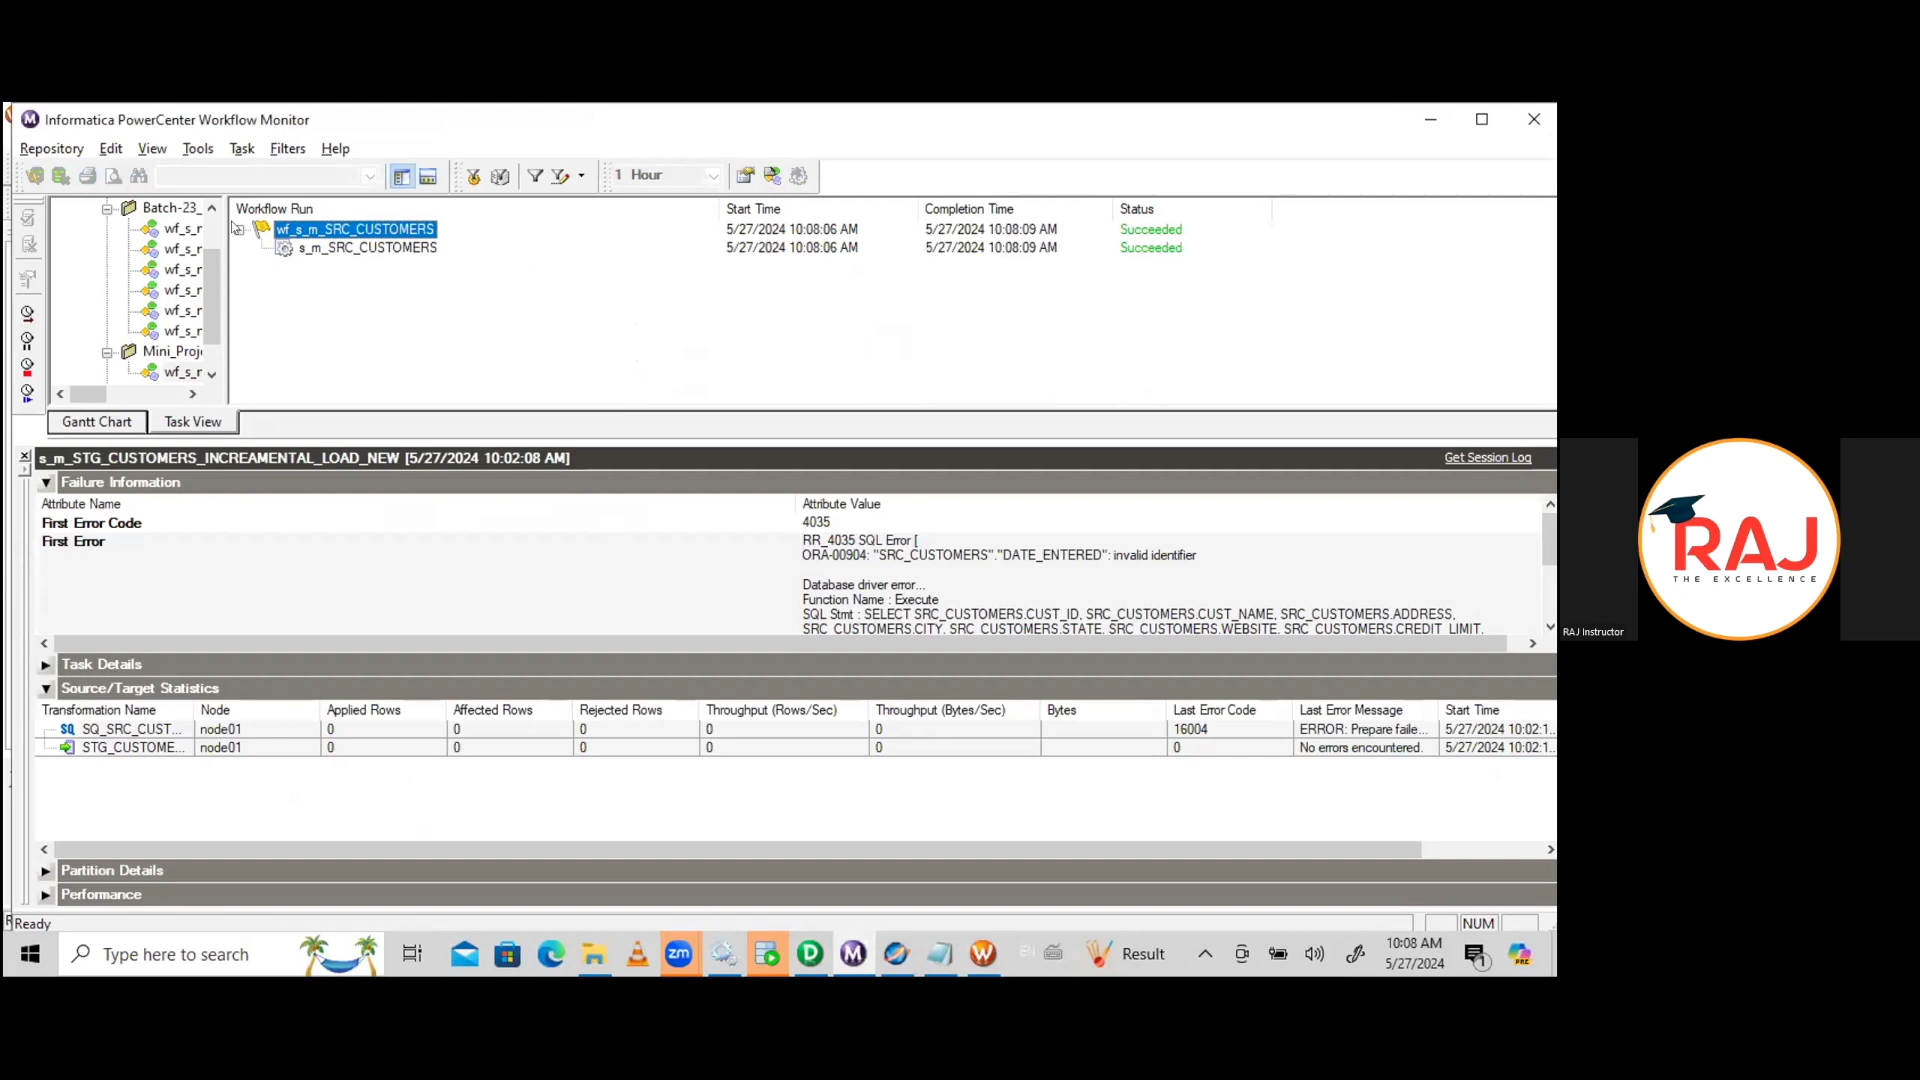 Informatica PowerCenter Workflow Monitor
Repository Edit View Tools Task Filters Help
1 Hour
Batch-23_
wf_s_r
wf_s_r
wf_s_r
wf_s_r
wf_s_r
wf_s_r
Mini_Proj
wf_s_r
Workflow Run Start Time Completion Time Status
wf_s_m_SRC_CUSTOMERS 5/27/2024 10:08:06 AM 5/27/2024 10:08:09 AM Succeeded
s_m_SRC_CUSTOMERS 5/27/2024 10:08:06 AM 5/27/2024 10:08:09 AM Succeeded
Gantt Chart Task View
s_m_STG_CUSTOMERS_INCREAMENTAL_LOAD_NEW [5/27/2024 10:02:08 AM] Get Session Log
Failure Information
Attribute Name Attribute Value
First Error Code 4035
First Error RR_4035 SQL Error [
ORA-00904: "SRC_CUSTOMERS"."DATE_ENTERED": invalid identifier
Database driver error...
Function Name : Execute
SQL Stmt : SELECT SRC_CUSTOMERS.CUST_ID, SRC_CUSTOMERS.CUST_NAME, SRC_CUSTOMERS.ADDRESS,
SRC_CUSTOMERS.CITY, SRC_CUSTOMERS.STATE, SRC_CUSTOMERS.WEBSITE, SRC_CUSTOMERS.CREDIT_LIMIT,
Task Details
Source/Target Statistics
Transformation Name Node Applied Rows Affected Rows Rejected Rows Throughput (Rows/Sec) Throughput (Bytes/Sec) Bytes Last Error Code Last Error Message Start Time
SQ SQ_SRC_CUST... node01 0 0 0 0 0 16004 ERROR: Prepare faile... 5/27/2024 10:02:1...
STG_CUSTOME... node01 0 0 0 0 0 0 No errors encountered. 5/27/2024 10:02:1...
Partition Details
Performance
Ready NUM
Type here to search
zm
Result
10:08 AM
5/27/2024
1
PRE
RAJ
THE EXCELLENCE
RAJ Instructor